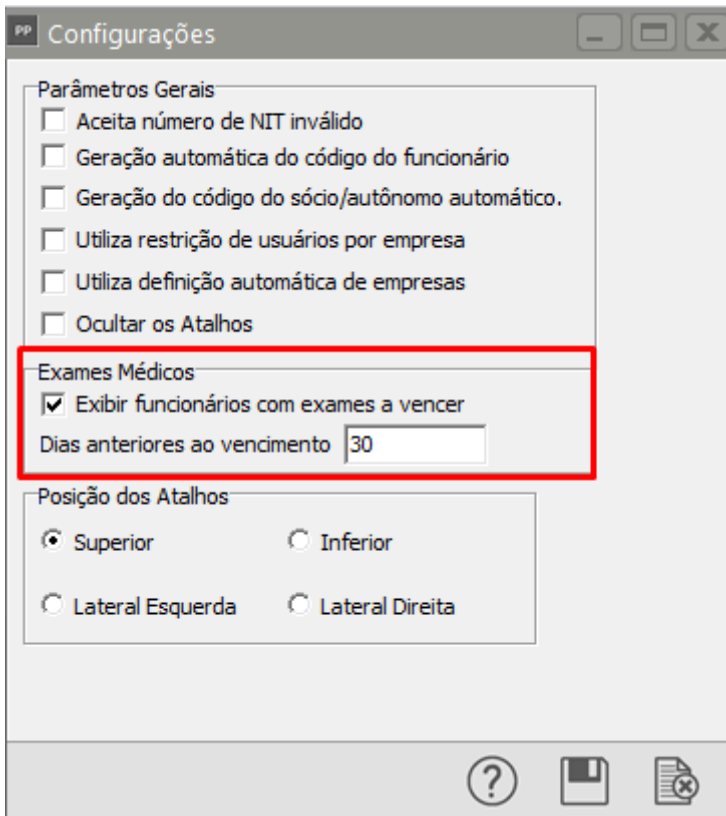 PP Configurações
Parâmetros Gerais
Aceita número de NIT inválido
Geração automática do código do funcionário
Geração do código do sócio/autônomo automático.
Utiliza restrição de usuários por empresa
Utiliza definição automática de empresas
Ocultar os Atalhos
Exames Médicos
Exibir funcionários com exames a vencer
Dias anteriores ao vencimento 30
Posição dos Atalhos
Superior Inferior
Lateral Esquerda Lateral Direita
?